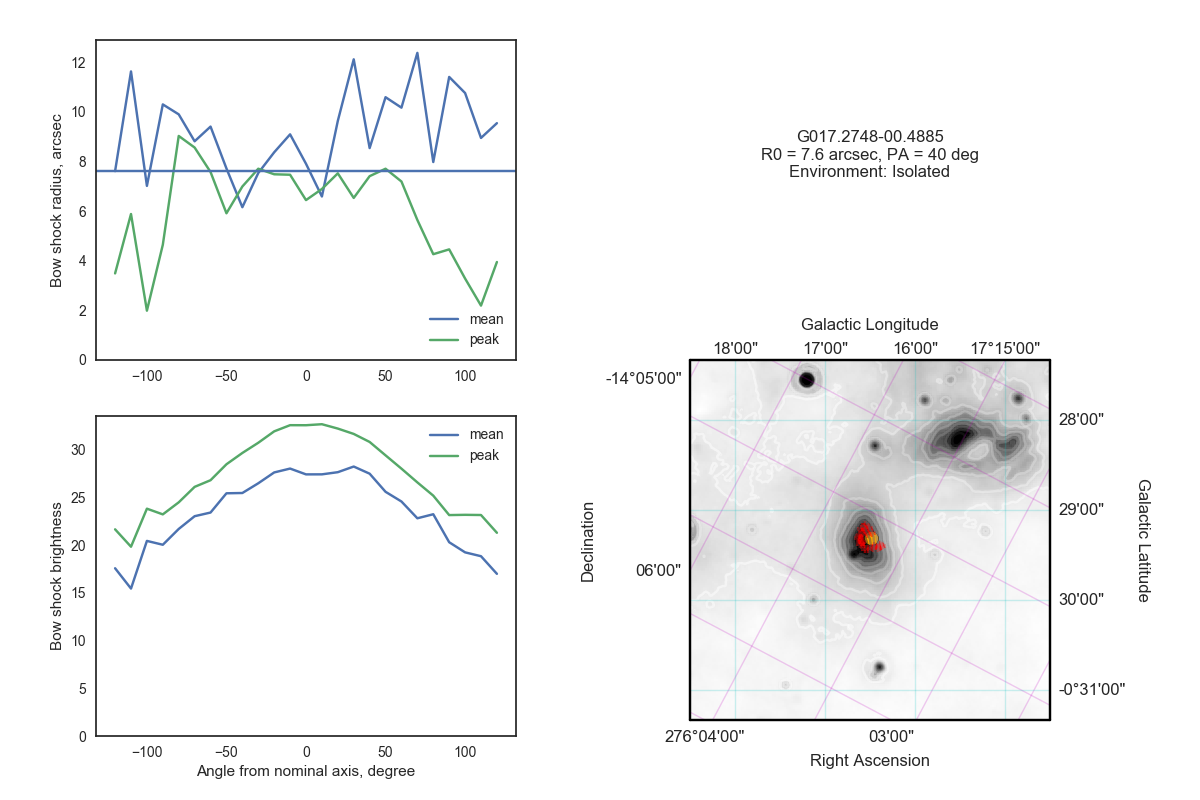 12
10
8
6
4
2
0
Bow shock radius, arcsec
mean
peak
−100
−50
0
50
100
30
25
20
15
10
5
0
Bow shock brightness
mean
peak
−100
−50
0
50
100
Angle from nominal axis, degree
G017.2748-00.4885
R0 = 7.6 arcsec, PA = 40 deg
Environment: Isolated
Galactic Longitude
18'00"
17'00"
16'00"
17°15'00"
-14°05'00"
06'00"
Declination
28'00"
29'00"
30'00"
-0°31'00"
Galactic Latitude
276°04'00"
03'00"
Right Ascension